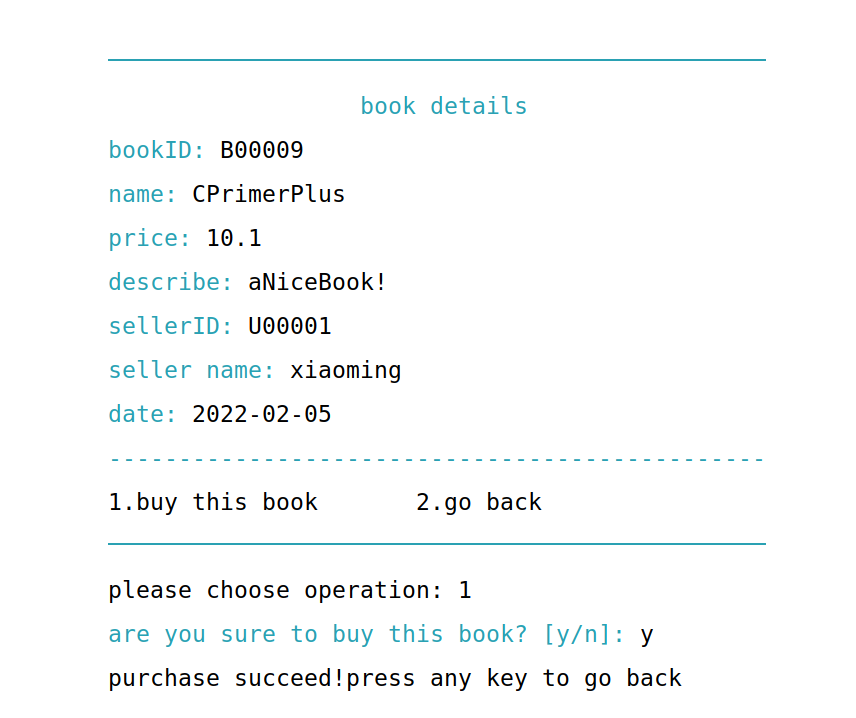 book details
bookID: B00009
name: CPrimerPlus
price: 10.1
describe: aNiceBook!
sellerID: U00001
seller name: xiaoming
date: 2022-02-05
-----------------------------------------------
1.buy this book       2.go back
please choose operation: 1
are you sure to buy this book? [y/n]: y
purchase succeed!press any key to go back